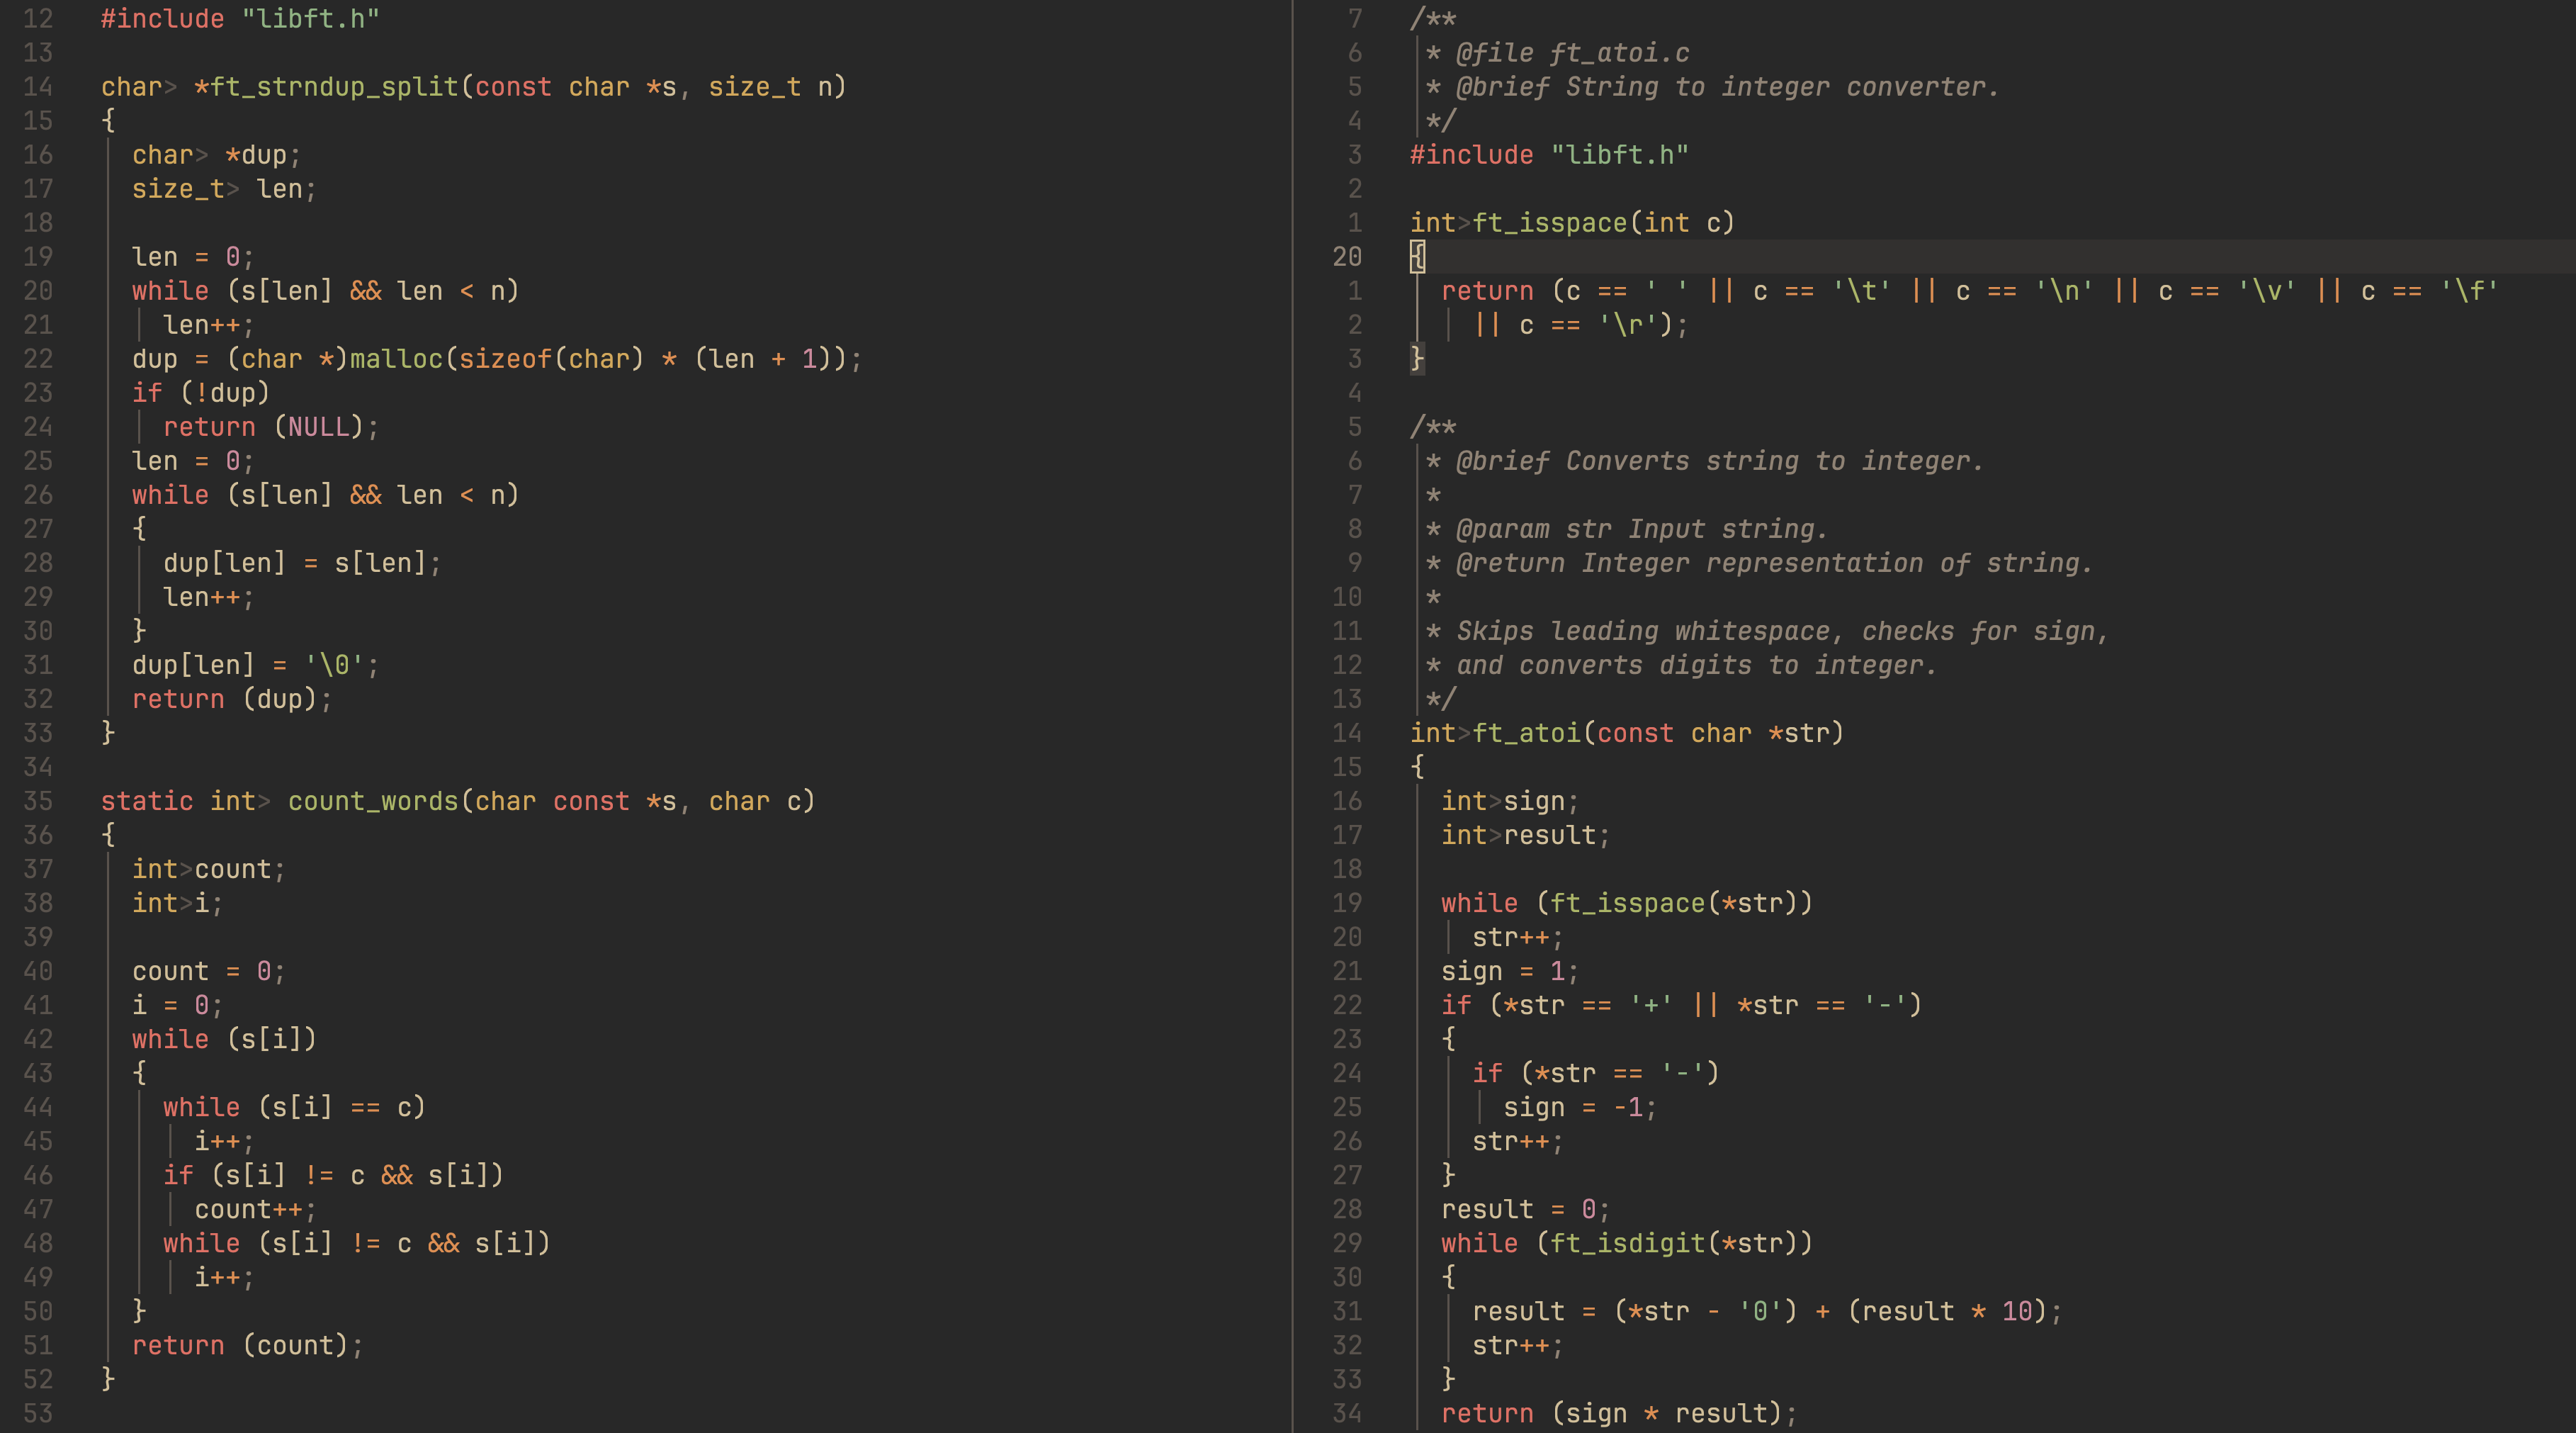 12 #include "libft.h"
13
14 char> *ft_strndup_split(const char *s, size_t n)
15 {
16 char> *dup;
17 size_t> len;
18
19 len = 0;
20 while (s[len] && len < n)
21 len++;
22 dup = (char *)malloc(sizeof(char) * (len + 1));
23 if (!dup)
24 return (NULL);
25 len = 0;
26 while (s[len] && len < n)
27 {
28 dup[len] = s[len];
29 len++;
30 }
31 dup[len] = '\0';
32 return (dup);
33 }
34
35 static int> count_words(char const *s, char c)
36 {
37 int>count;
38 int>i;
39
40 count = 0;
41 i = 0;
42 while (s[i])
43 {
44 while (s[i] == c)
45 i++;
46 if (s[i] != c && s[i])
47 count++;
48 while (s[i] != c && s[i])
49 i++;
50 }
51 return (count);
52 }
53
7 /**
6 * @file ft_atoi.c
5 * @brief String to integer converter.
4 */
3 #include "libft.h"
2
1 int>ft_isspace(int c)
20 {
1 return (c == ' ' || c == '\t' || c == '\n' || c == '\v' || c == '\f'
2 || c == '\r');
3 }
4
5 /**
6 * @brief Converts string to integer.
7 *
8 * @param str Input string.
9 * @return Integer representation of string.
10 *
11 * Skips leading whitespace, checks for sign,
12 * and converts digits to integer.
13 */
14 int>ft_atoi(const char *str)
15 {
16 int>sign;
17 int>result;
18
19 while (ft_isspace(*str))
20 str++;
21 sign = 1;
22 if (*str == '+' || *str == '-')
23 {
24 if (*str == '-')
25 sign = -1;
26 str++;
27 }
28 result = 0;
29 while (ft_isdigit(*str))
30 {
31 result = (*str - '0') + (result * 10);
32 str++;
33 }
34 return (sign * result);